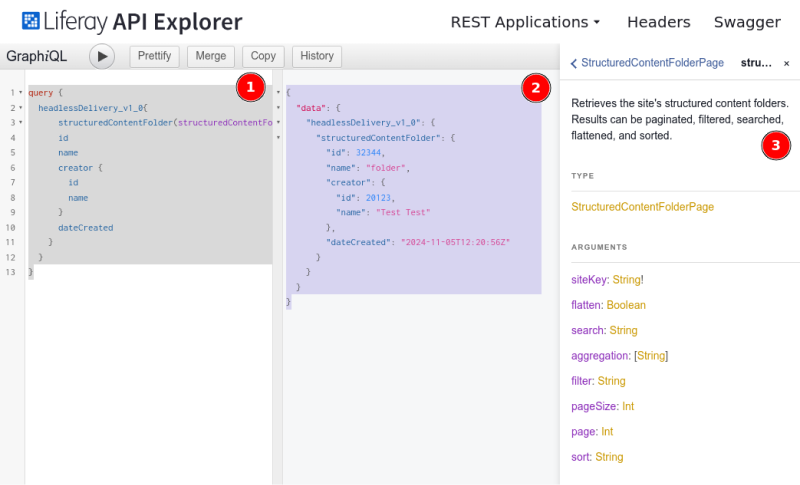 Liferay API Explorer
REST Applications
Headers
Swagger
GraphiQL
Prettify
Merge
Copy
History
1
1 query {
2 headlessDelivery_v1_0{
3 structuredContentFolder(structuredContentFo
4 id
5 name
6 creator {
7 id
8 name
9 }
10 dateCreated
11 }
12 }
13 }
2
{
"data": {
"headlessDelivery_v1_0": {
"structuredContentFolder": {
"id": 32344,
"name": "folder",
"creator": {
"id": 20123,
"name": "Test Test"
},
"dateCreated": "2024-11-05T12:20:56Z"
}
}
}
}
StructuredContentFolderPage
stru...
×
Retrieves the site's structured content folders.
Results can be paginated, filtered, searched,
flattened, and sorted.
3
TYPE
StructuredContentFolderPage
ARGUMENTS
siteKey: String!
flatten: Boolean
search: String
aggregation: [String]
filter: String
pageSize: Int
page: Int
sort: String